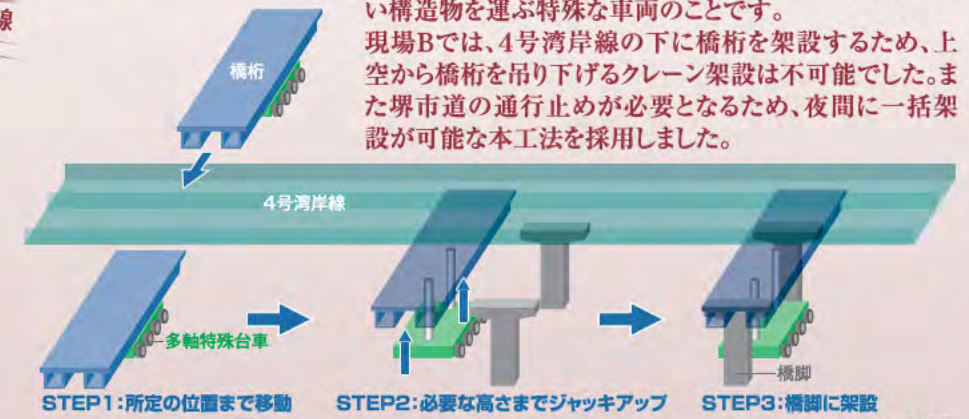 線
い構造物を運ぶ特殊な車両のことです。
現場Bでは、4号湾岸線の下に橋桁を架設するため、上
空から橋桁を吊り下げるクレーン架設は不可能でした。ま
た堺市道の通行止めが必要となるため、夜間に一括架
設が可能な本工法を採用しました。
橋桁
4号湾岸線
多軸特殊台車
橋脚
STEP1:所定の位置まで移動
STEP2:必要な高さまでジャッキアップ
STEP3:橋脚に架設